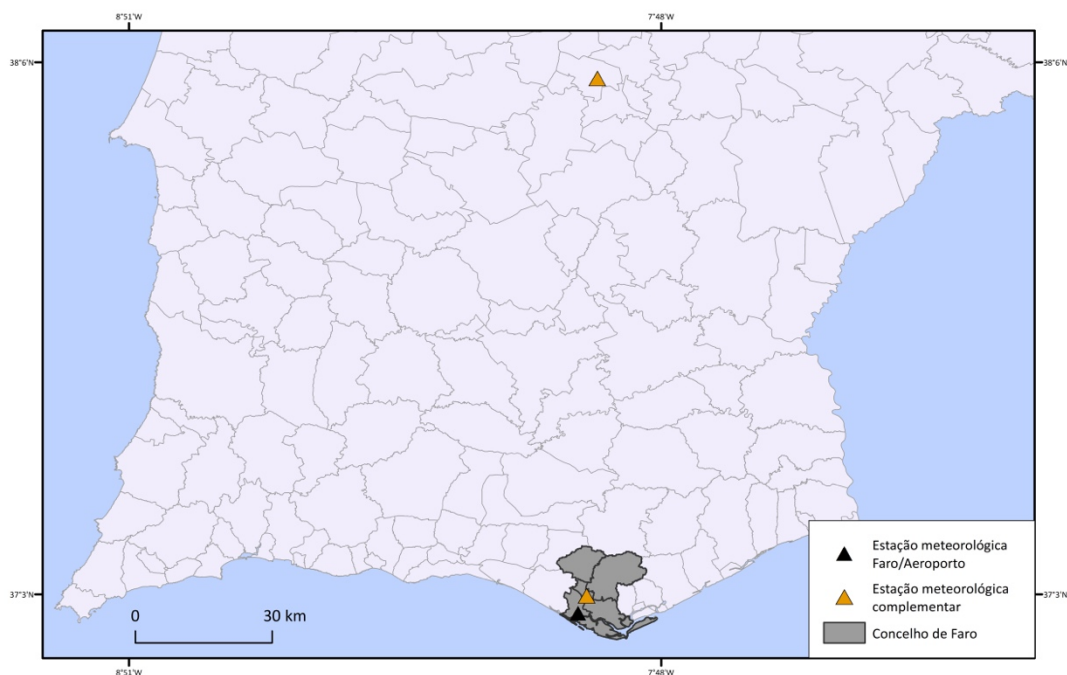 8°51'W 7°48'W
38°6'N 38°6'N
37°3'N 37°3'N
0 30 km
Estação meteorológica
Faro/Aeroporto
Estação meteorológica
complementar
Concelho de Faro
8°51'W 7°48'W